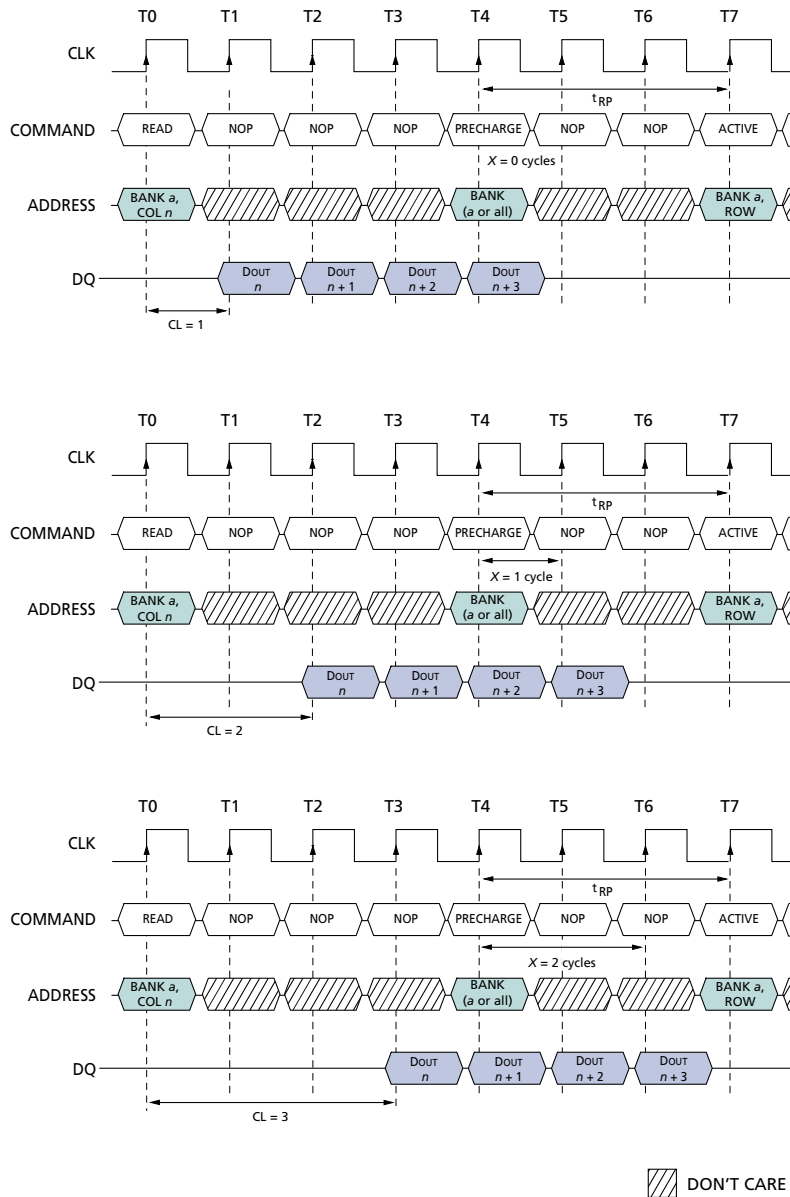 T0 T1 T2 T3 T4 T5 T6 T7
CLK
tRP
COMMAND READ NOP NOP NOP PRECHARGE NOP NOP ACTIVE
X = 0 cycles
ADDRESS BANK a, COL n BANK (a or all) BANK a, ROW
DQ DOUT n DOUT n + 1 DOUT n + 2 DOUT n + 3
CL = 1
T0 T1 T2 T3 T4 T5 T6 T7
CLK
tRP
COMMAND READ NOP NOP NOP PRECHARGE NOP NOP ACTIVE
X = 1 cycle
ADDRESS BANK a, COL n BANK (a or all) BANK a, ROW
DQ DOUT n DOUT n + 1 DOUT n + 2 DOUT n + 3
CL = 2
T0 T1 T2 T3 T4 T5 T6 T7
CLK
tRP
COMMAND READ NOP NOP NOP PRECHARGE NOP NOP ACTIVE
X = 2 cycles
ADDRESS BANK a, COL n BANK (a or all) BANK a, ROW
DQ DOUT n DOUT n + 1 DOUT n + 2 DOUT n + 3
CL = 3
DON'T CARE